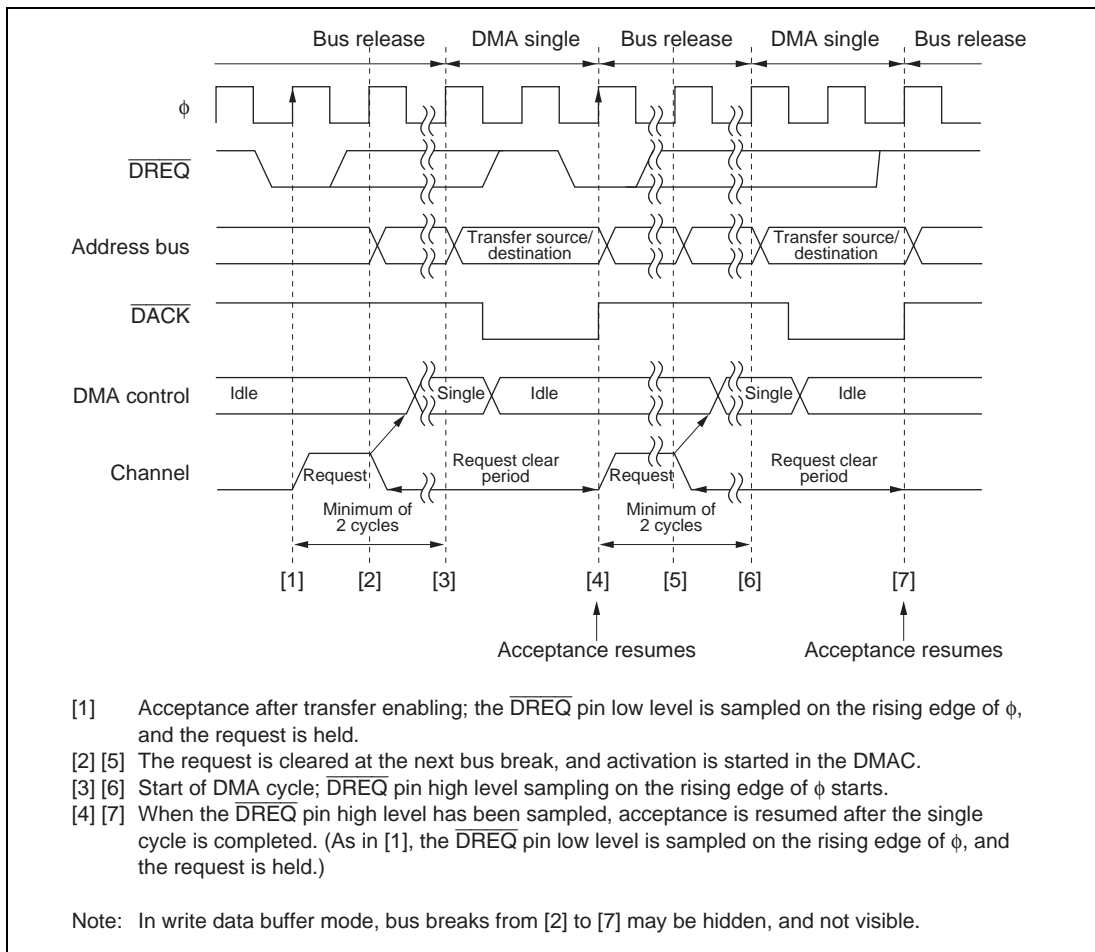 Bus release DMA single Bus release DMA single Bus release
φ
DREQ
Address bus Transfer source/ destination Transfer source/ destination
DACK
DMA control Idle Single Idle Single Idle
Channel Request Request clear period Request Request clear period
Minimum of 2 cycles Minimum of 2 cycles
[1] [2] [3] [4] [5] [6] [7]
Acceptance resumes Acceptance resumes
[1] Acceptance after transfer enabling; the DREQ pin low level is sampled on the rising edge of φ,
and the request is held.
[2] [5] The request is cleared at the next bus break, and activation is started in the DMAC.
[3] [6] Start of DMA cycle; DREQ pin high level sampling on the rising edge of φ starts.
[4] [7] When the DREQ pin high level has been sampled, acceptance is resumed after the single
cycle is completed. (As in [1], the DREQ pin low level is sampled on the rising edge of φ, and
the request is held.)
Note: In write data buffer mode, bus breaks from [2] to [7] may be hidden, and not visible.